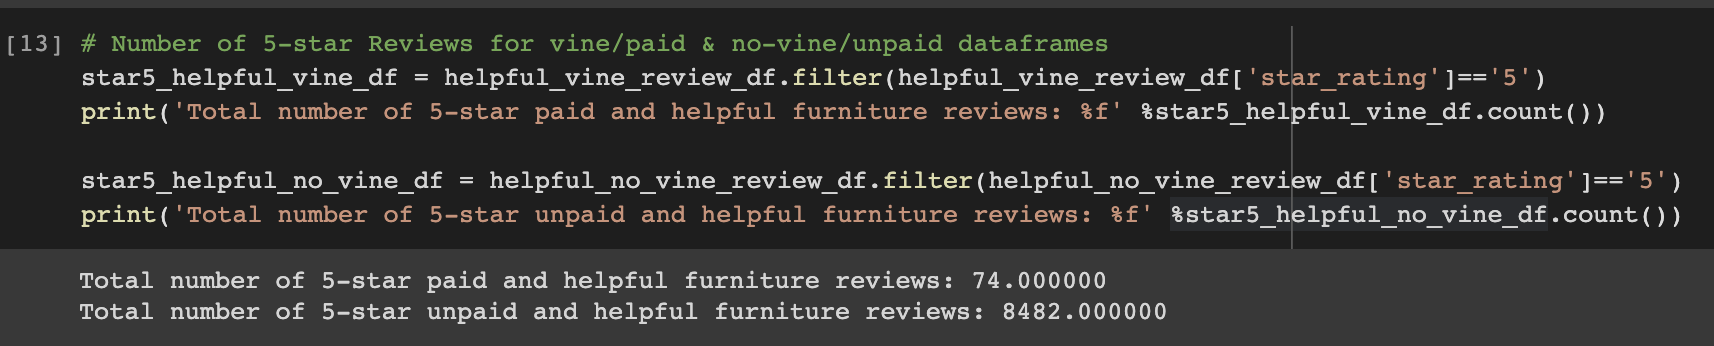 [13] # Number of 5-star Reviews for vine/paid & no-vine/unpaid dataframes
star5_helpful_vine_df = helpful_vine_review_df.filter(helpful_vine_review_df['star_rating']=='5')
print('Total number of 5-star paid and helpful furniture reviews: %f' %star5_helpful_vine_df.count())
star5_helpful_no_vine_df = helpful_no_vine_review_df.filter(helpful_no_vine_review_df['star_rating']=='5')
print('Total number of 5-star unpaid and helpful furniture reviews: %f' %star5_helpful_no_vine_df.count())
Total number of 5-star paid and helpful furniture reviews: 74.000000
Total number of 5-star unpaid and helpful furniture reviews: 8482.000000